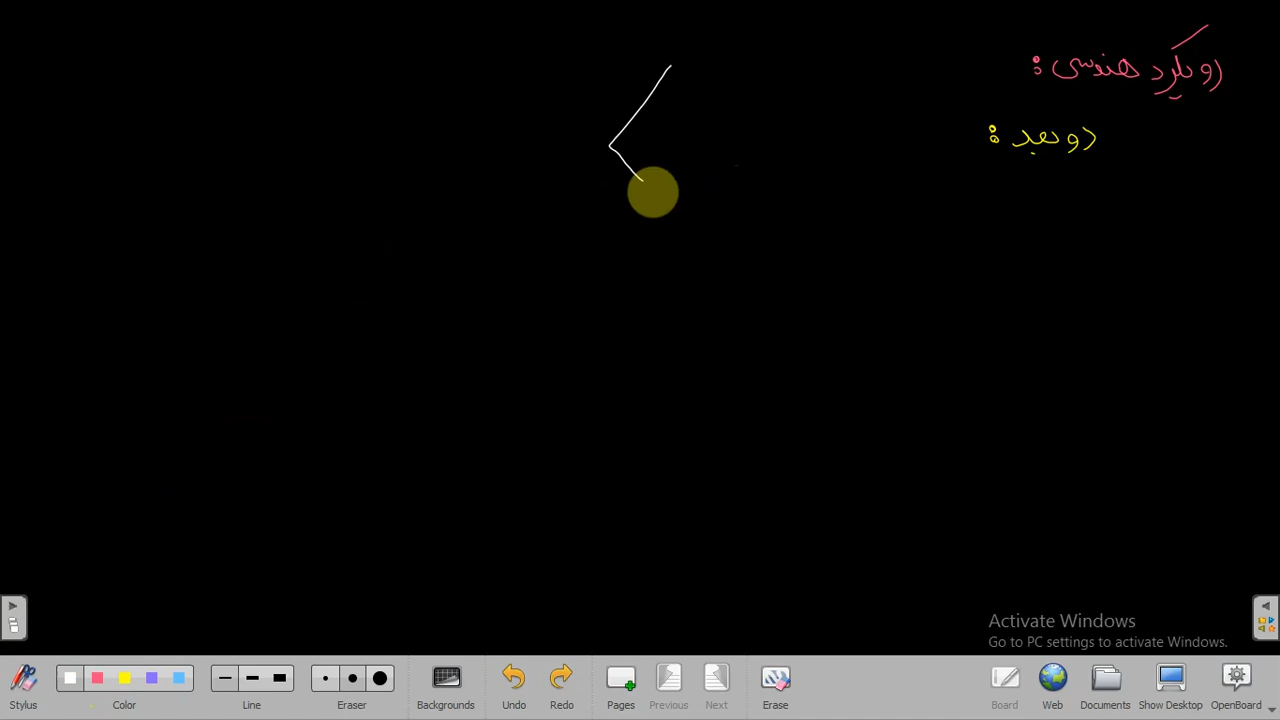 رویکرد هندسی :
دو بعد :
Activate Windows
Go to PC settings to activate Windows.
Stylus
Color
Line
Eraser
Backgrounds
Undo
Redo
Pages
Previous
Next
Erase
Board
Web
Documents
Show Desktop
OpenBoard